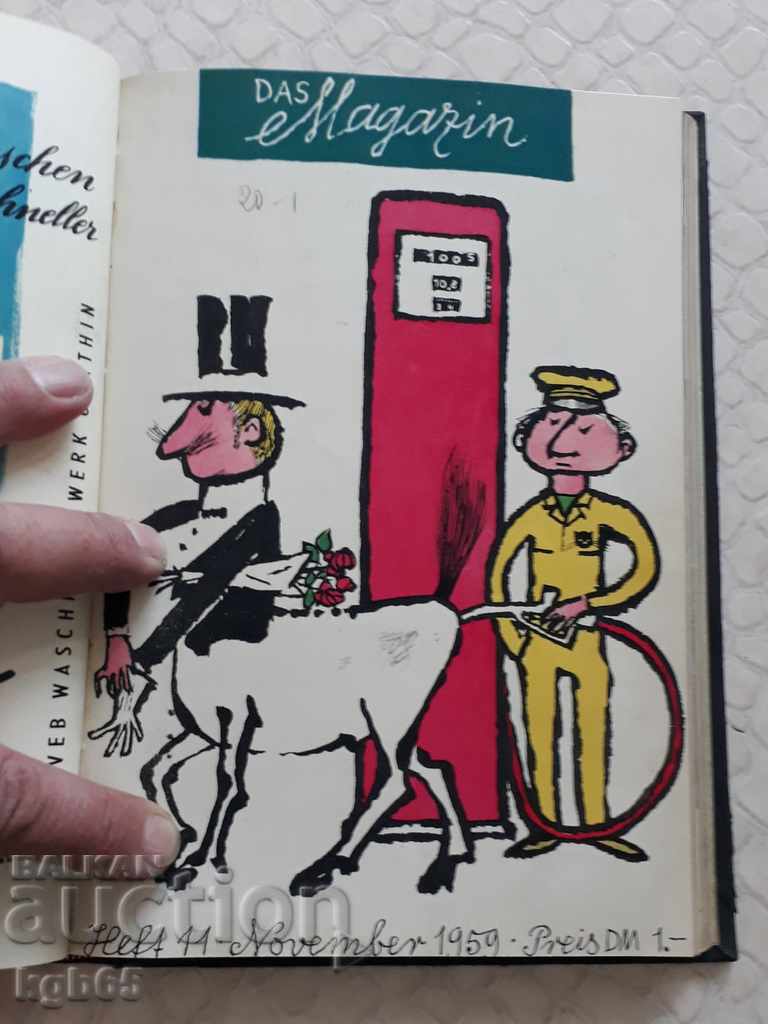 schen
hneller
VEB WASCH
WERK
THIN
DAS Magazin
20-1
1005
10,8
Heft 11 - November 1959 · Preis DM 1.-
BALKAN
auction
kgb65